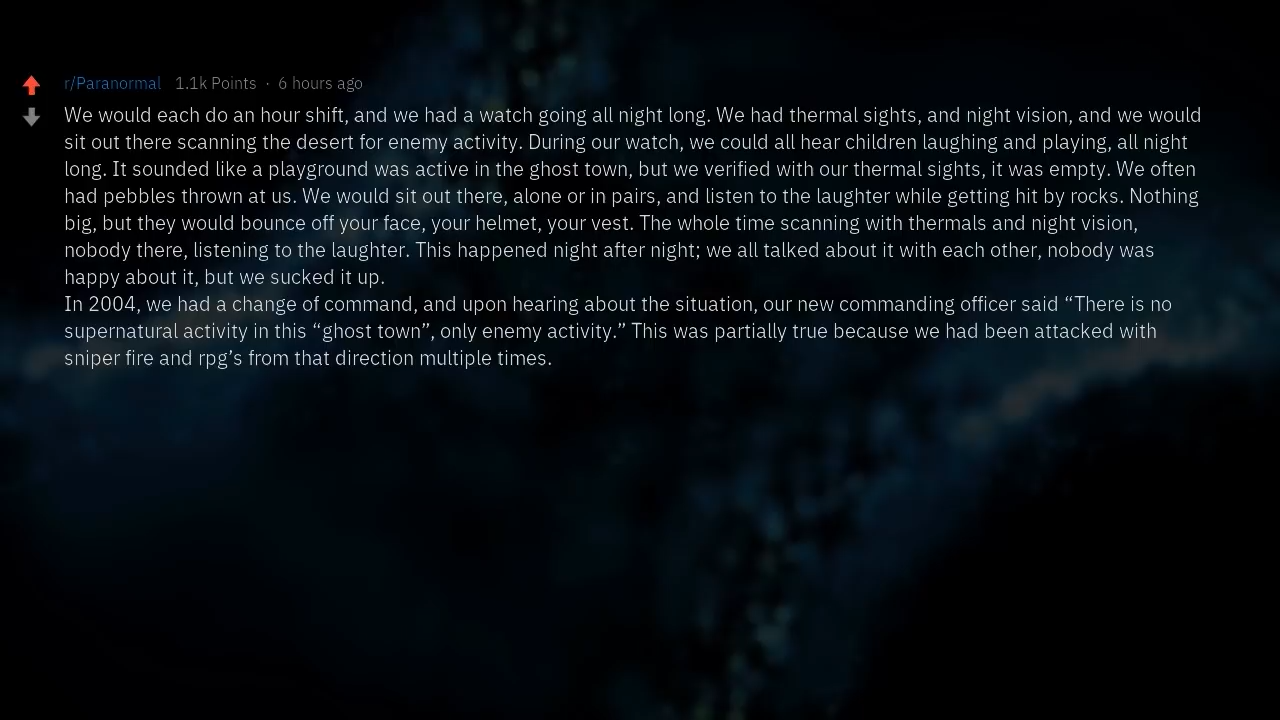 r/Paranormal 1.1k Points · 6 hours ago
We would each do an hour shift, and we had a watch going all night long. We had thermal sights, and night vision, and we would
sit out there scanning the desert for enemy activity. During our watch, we could all hear children laughing and playing, all night
long. It sounded like a playground was active in the ghost town, but we verified with our thermal sights, it was empty. We often
had pebbles thrown at us. We would sit out there, alone or in pairs, and listen to the laughter while getting hit by rocks. Nothing
big, but they would bounce off your face, your helmet, your vest. The whole time scanning with thermals and night vision,
nobody there, listening to the laughter. This happened night after night; we all talked about it with each other, nobody was
happy about it, but we sucked it up.
In 2004, we had a change of command, and upon hearing about the situation, our new commanding officer said “There is no
supernatural activity in this “ghost town”, only enemy activity.” This was partially true because we had been attacked with
sniper fire and rpg’s from that direction multiple times.